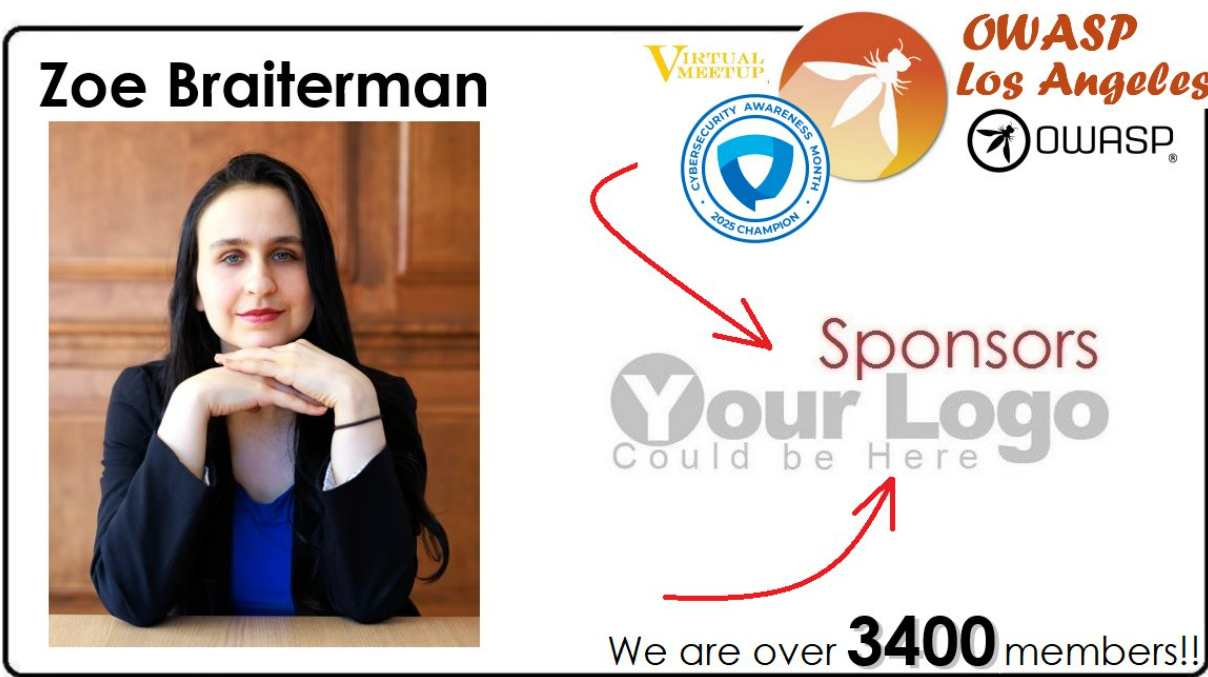 Zoe Braiterman
VIRTUAL
MEETUP
OWASP
Los Angeles
OWASP®
CYBERSECURITY AWARENESS MONTH
• 2025 CHAMPION •
Sponsors
Your Logo
Could be Here
We are over 3400 members!!